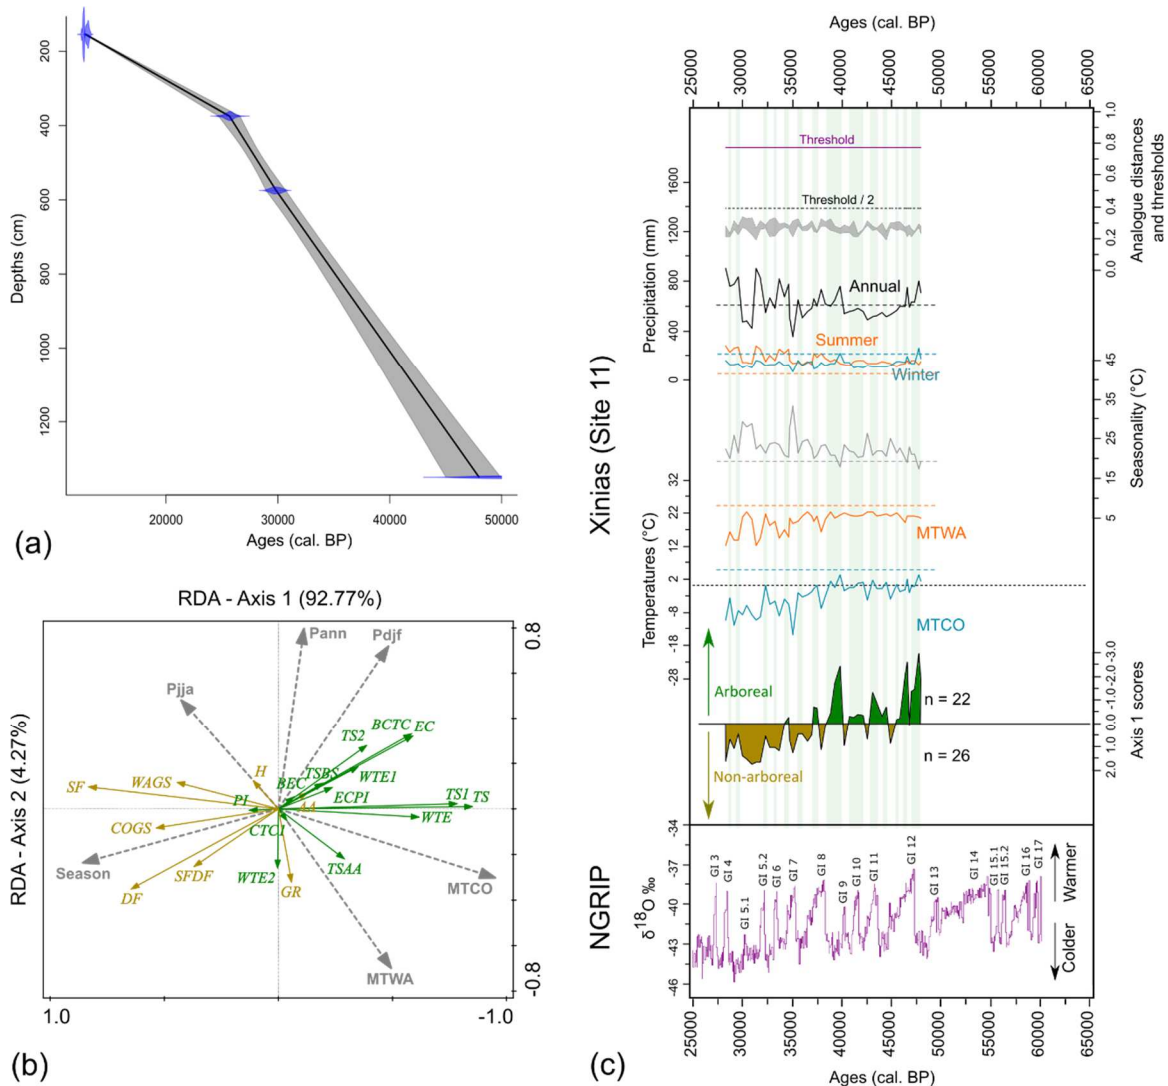 200
400
600
800
1000
1200
Depths (cm)
20000
30000
40000
50000
Ages (cal. BP)
(a)
RDA - Axis 1 (92.77%)
RDA - Axis 2 (4.27%)
0.8
-0.8
1.0
-1.0
Pann
Pdjf
Pjja
BCTC
EC
TS2
H
TSBS
BEC
WTE1
SF
WAGS
ECPI
PI
AA
TS1
TS
WTE
COGS
CTC1
Season
SFDF
WTE2
TSAA
DF
GR
MTCO
MTWA
(b)
Ages (cal. BP)
25000
30000
35000
40000
45000
50000
55000
60000
65000
Xinias (Site 11)
Threshold
Threshold / 2
1.0
0.8
0.6
0.4
0.2
0.0
Analogue distances
and thresholds
1600
1200
800
400
0
Precipitation (mm)
Annual
Summer
Winter
45
35
25
15
5
Seasonality (°C)
32
22
12
2
-8
-18
-28
Temperatures (°C)
MTWA
MTCO
Arboreal
Non-arboreal
n = 22
n = 26
-3.0
-2.0
-1.0
0.0
1.0
2.0
Axis 1 scores
NGRIP
δ18O ‰
-34
-37
-40
-43
-46
GI 3
GI 4
GI 5.1
GI 5.2
GI 6
GI 7
GI 8
GI 9
GI 10
GI 11
GI 12
GI 13
GI 14
GI 15.1
GI 15.2
GI 16
GI 17
Warmer
Colder
25000
30000
35000
40000
45000
50000
55000
60000
65000
Ages (cal. BP)
(c)